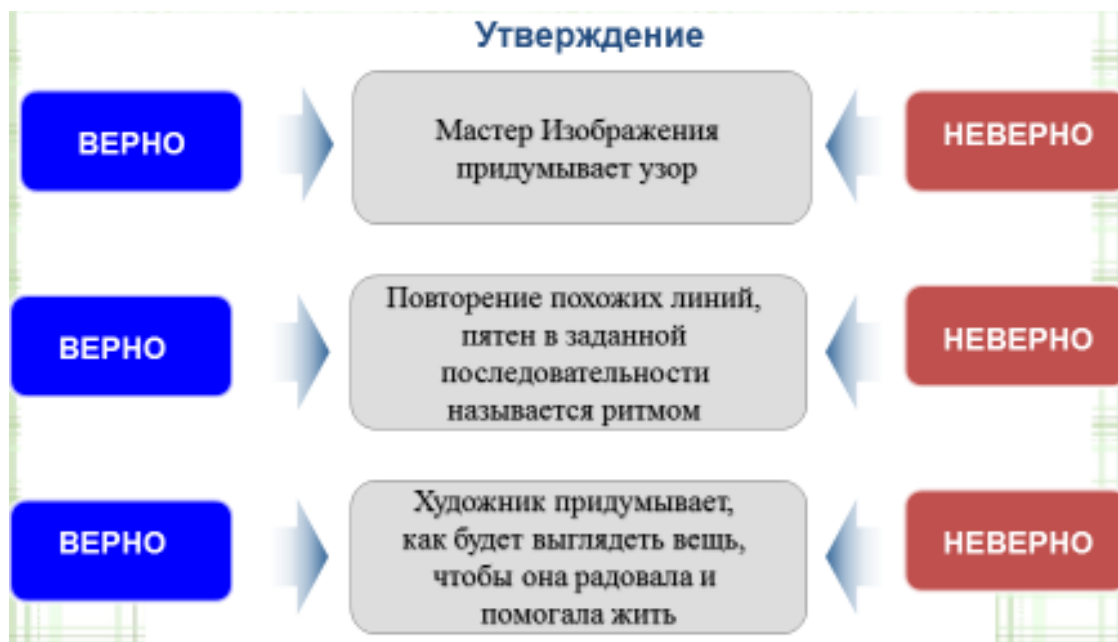 Утверждение
ВЕРНО
Мастер Изображения
придумывает узор
НЕВЕРНО
ВЕРНО
Повторение похожих линий,
пятен в заданной
последовательности
называется ритмом
НЕВЕРНО
ВЕРНО
Художник придумывает,
как будет выглядеть вещь,
чтобы она радовала и
помогала жить
НЕВЕРНО